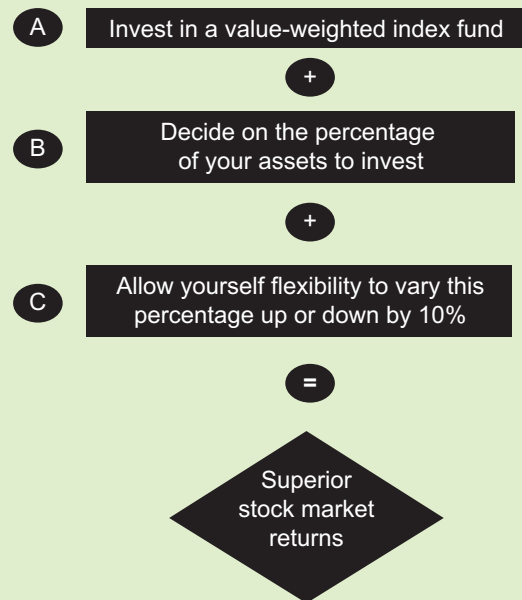 A
Invest in a value-weighted index fund
+
B
Decide on the percentage
of your assets to invest
+
C
Allow yourself flexibility to vary this
percentage up or down by 10%
=
Superior
stock market
returns